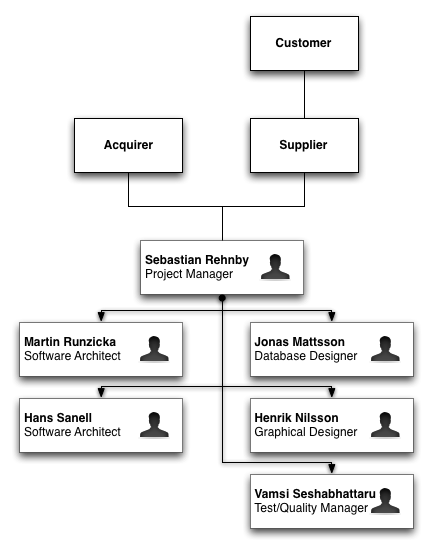 Customer
Acquirer
Supplier
Sebastian Rehnby
Project Manager
Martin Runzicka
Software Architect
Jonas Mattsson
Database Designer
Hans Sanell
Software Architect
Henrik Nilsson
Graphical Designer
Vamsi Seshabhattaru
Test/Quality Manager